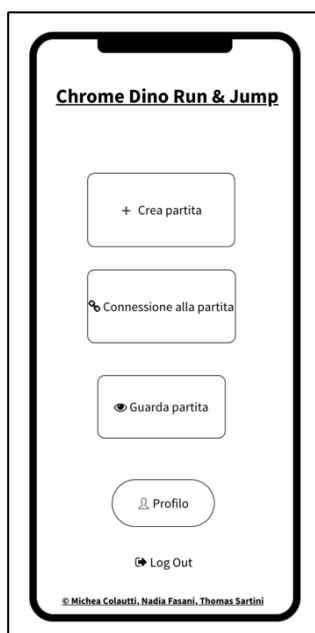 Chrome Dino Run & Jump
+ Crea partita
Connessione alla partita
Guarda partita
Profilo
Log Out
© Michea Colautti, Nadia Fasani, Thomas Sartini